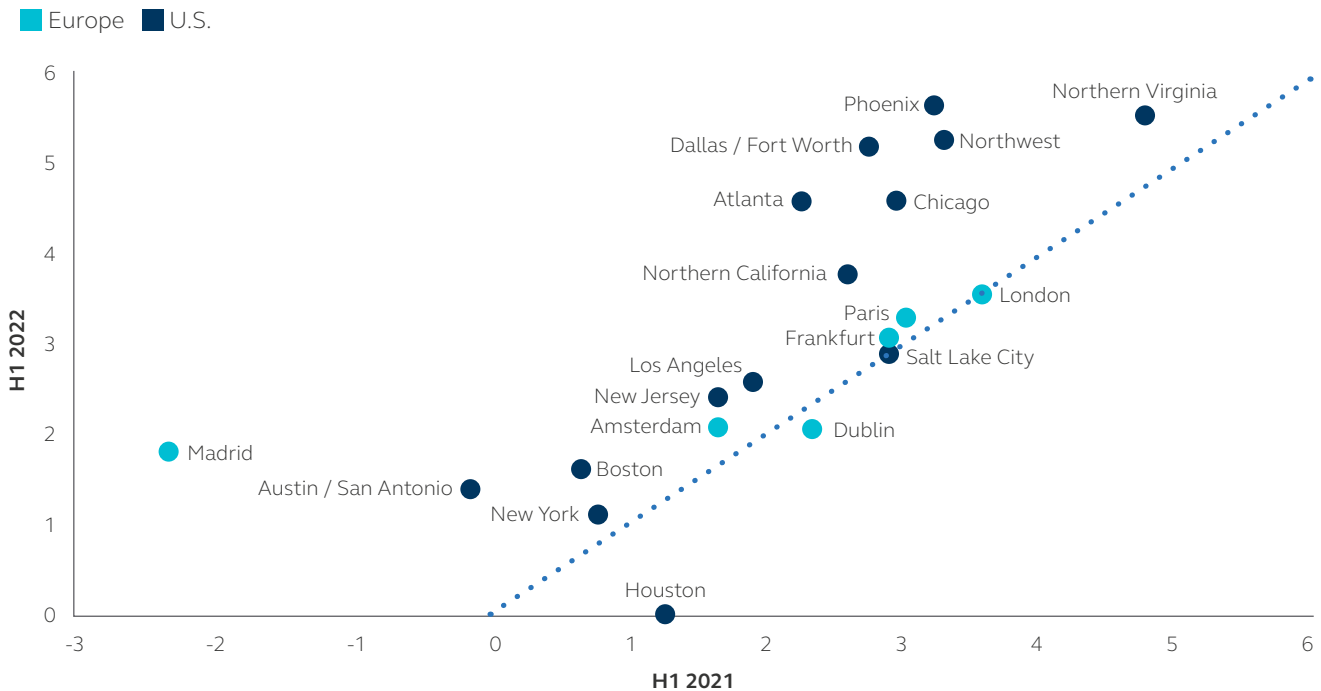 Europe U.S.
6
Northern Virginia
Phoenix
Northwest
Dallas / Fort Worth
5
Atlanta
Chicago
4
Northern California
London
Paris
Frankfurt
3
Salt Lake City
H1 2022
Los Angeles
New Jersey
Amsterdam
Dublin
2
Madrid
Boston
Austin / San Antonio
New York
1
Houston
0
-3 -2 -1 0 1 2 3 4 5 6
H1 2021